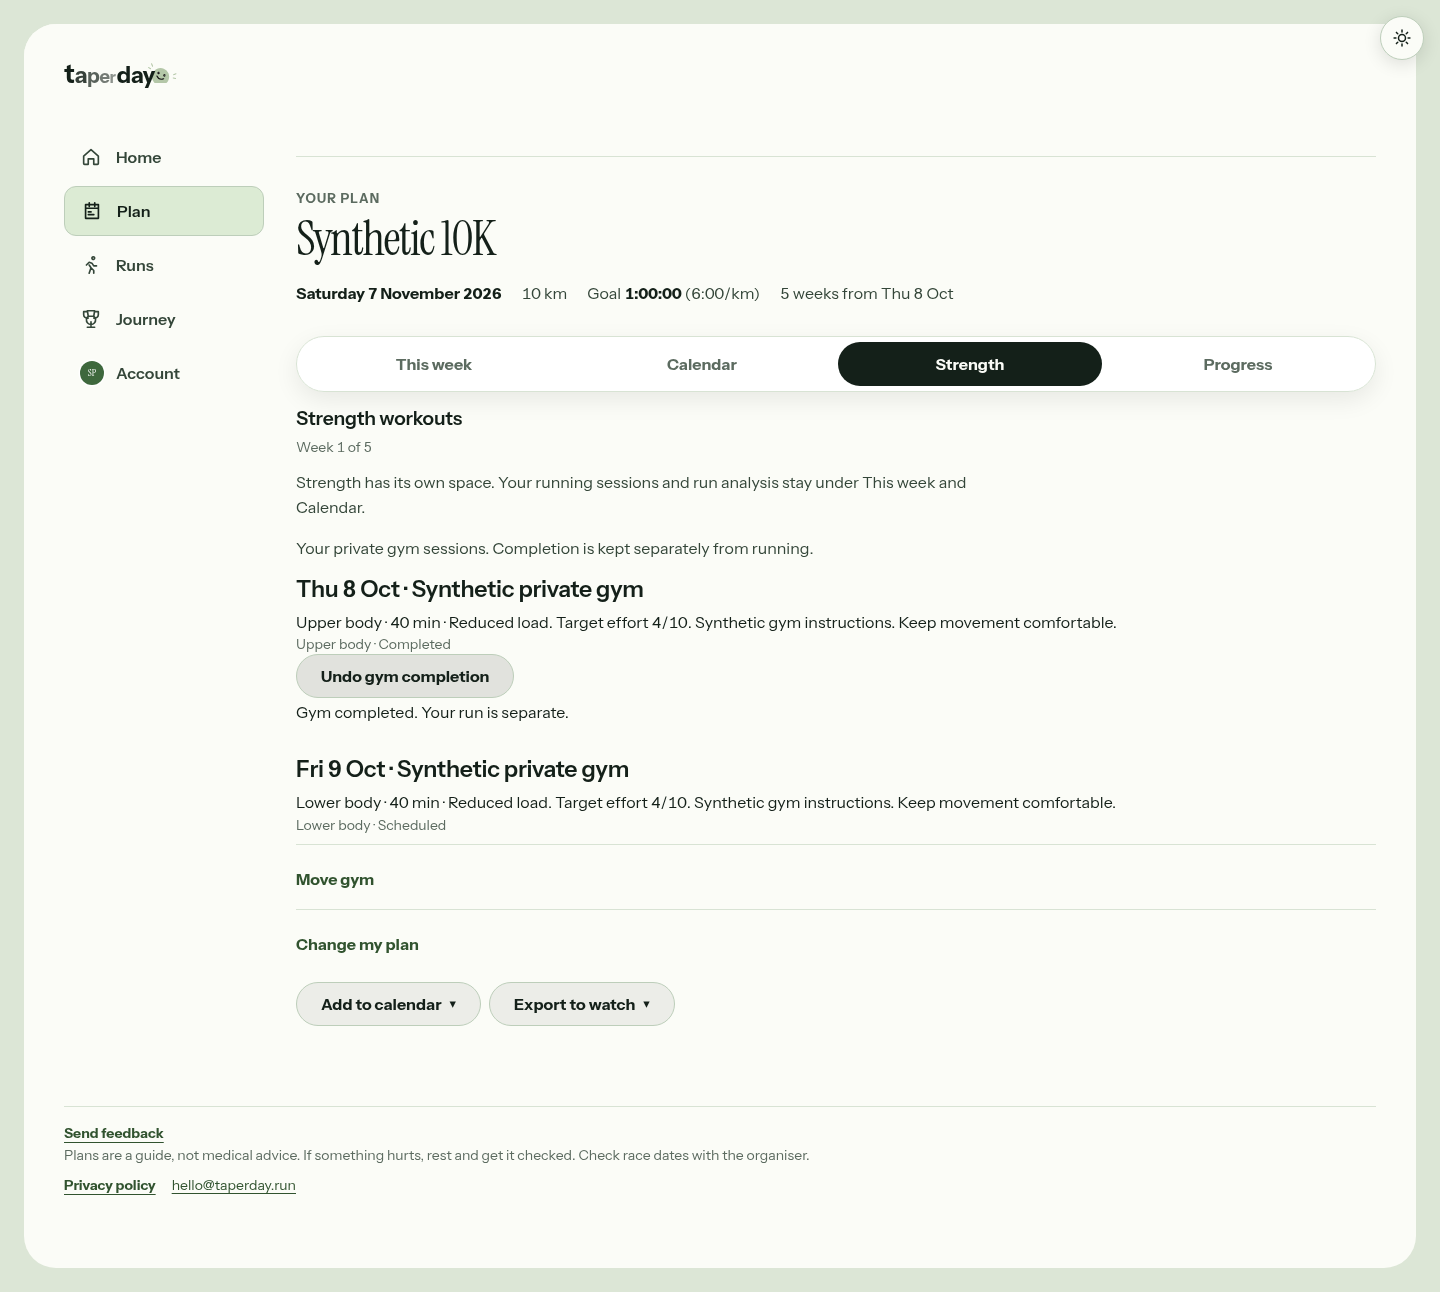 taperday
Home
Plan
Runs
Journey
SP Account
YOUR PLAN
Synthetic 10K
Saturday 7 November 2026 10 km Goal 1:00:00 (6:00/km) 5 weeks from Thu 8 Oct
This week Calendar Strength Progress
Strength workouts
Week 1 of 5
Strength has its own space. Your running sessions and run analysis stay under This week and
Calendar.
Your private gym sessions. Completion is kept separately from running.
Thu 8 Oct · Synthetic private gym
Upper body · 40 min · Reduced load. Target effort 4/10. Synthetic gym instructions. Keep movement comfortable.
Upper body · Completed
Undo gym completion
Gym completed. Your run is separate.
Fri 9 Oct · Synthetic private gym
Lower body · 40 min · Reduced load. Target effort 4/10. Synthetic gym instructions. Keep movement comfortable.
Lower body · Scheduled
Move gym
Change my plan
Add to calendar ▾ Export to watch ▾
Send feedback
Plans are a guide, not medical advice. If something hurts, rest and get it checked. Check race dates with the organiser.
Privacy policy hello@taperday.run